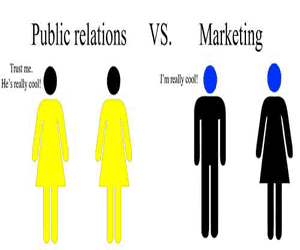 Public relations VS. Marketing
Trust me.
He's really cool!
I'm really cool!